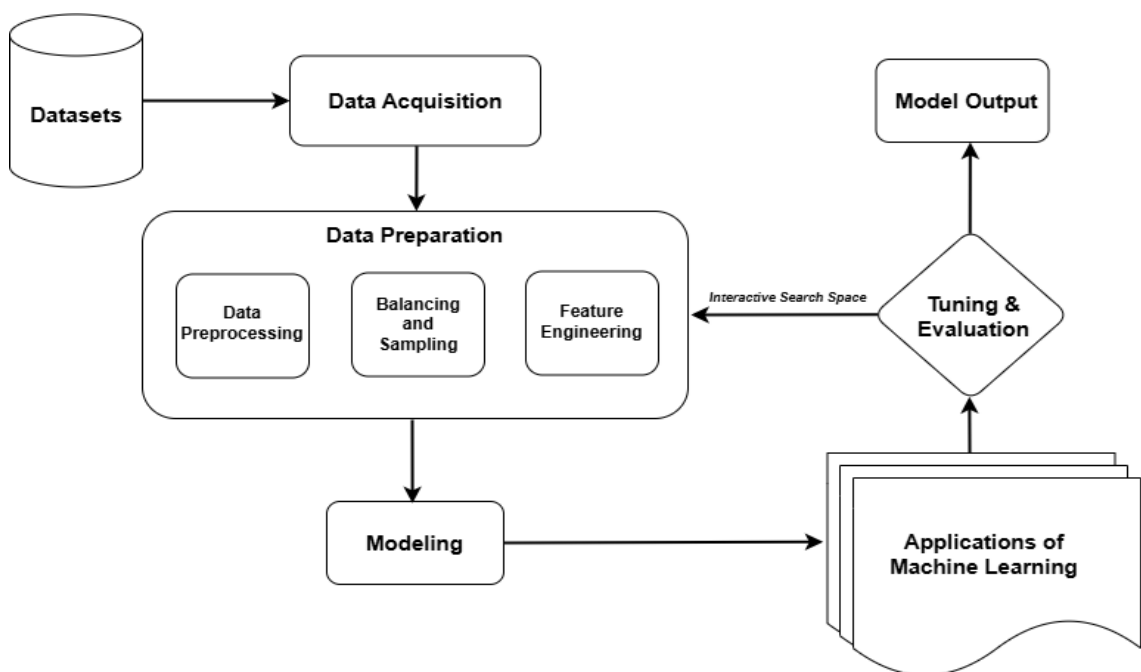 Datasets
Data Acquisition
Model Output
Data Preparation
Data
Preprocessing
Balancing
and
Sampling
Feature
Engineering
Interactive Search Space
Tuning &
Evaluation
Modeling
Applications of
Machine Learning